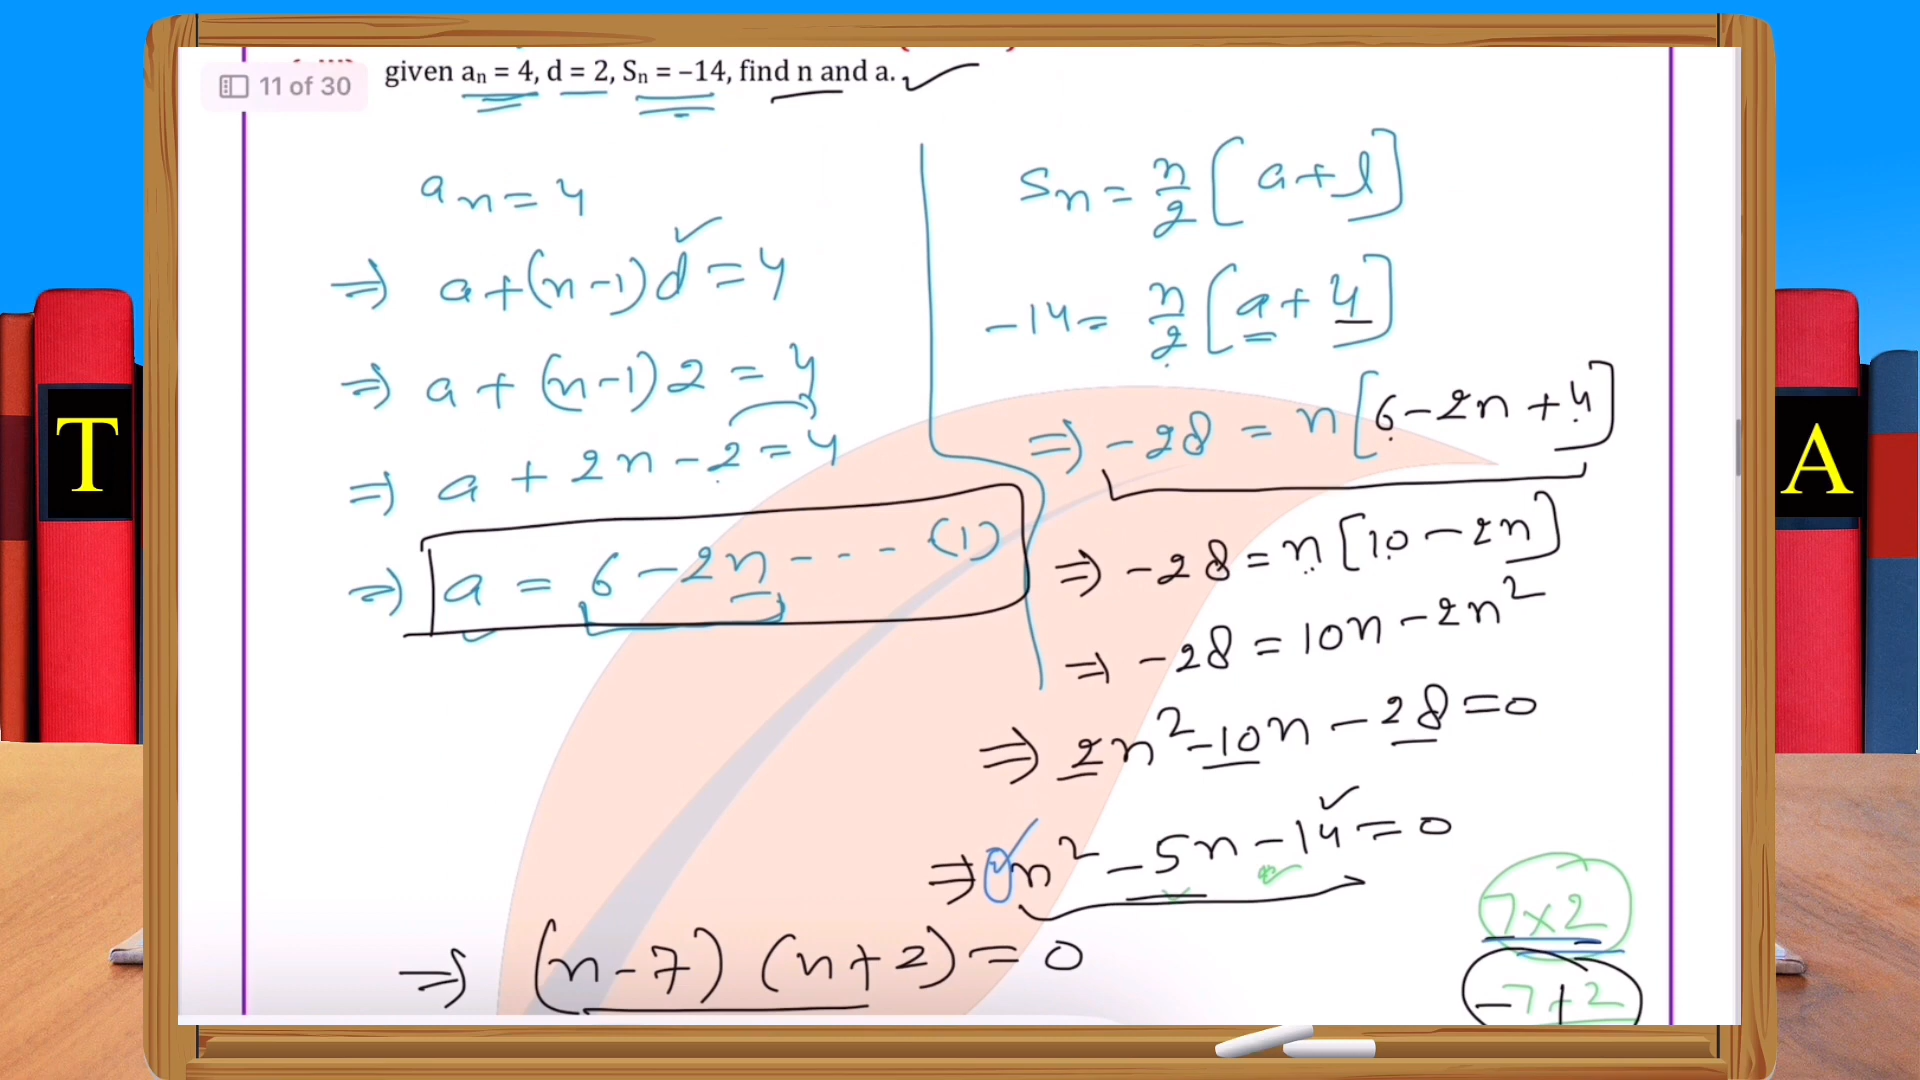 11 of 30
given aₙ = 4, d = 2, Sₙ = –14, find n and a.
aₙ = 4
⇒ a+(n-1)d = 4
⇒ a + (n-1)2 = 4
⇒ a + 2n - 2 = 4
⇒ a = 6 - 2n - - - (1)
Sₙ = n/2 [a+l]
-14 = n/2 [a+4]
⇒ -28 = n[6-2n+4]
⇒ -28 = n[10-2n]
⇒ -28 = 10n - 2n²
⇒ 2n² - 10n - 28 = 0
⇒ n² - 5n - 14 = 0
7×2
-7+2
⇒ (n-7) (n+2) = 0
T
A